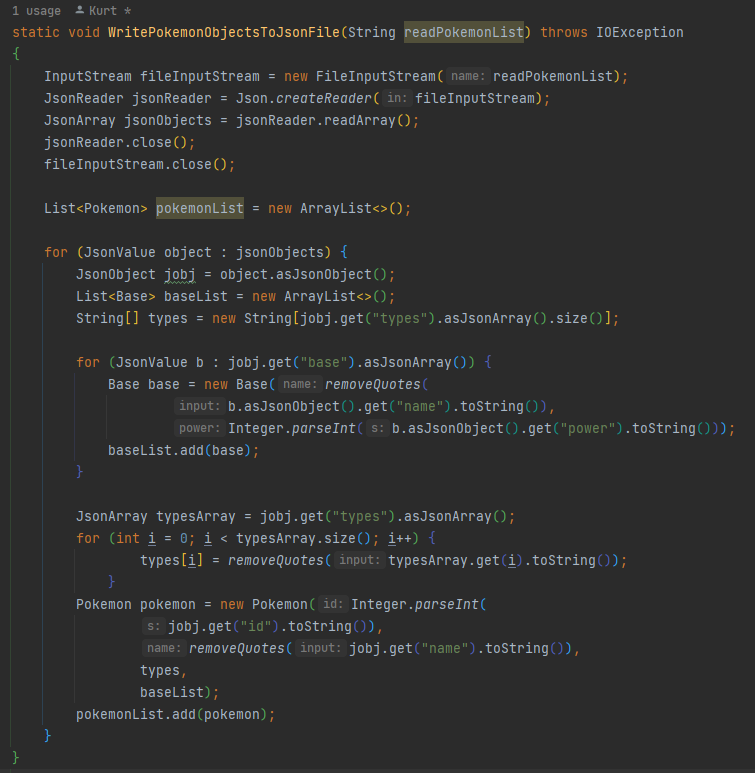 1 usage Kurt *
static void WritePokemonObjectsToJsonFile(String readPokemonList) throws IOException
{
    InputStream fileInputStream = new FileInputStream( name: readPokemonList);
    JsonReader jsonReader = Json.createReader( in: fileInputStream);
    JsonArray jsonObjects = jsonReader.readArray();
    jsonReader.close();
    fileInputStream.close();

    List<Pokemon> pokemonList = new ArrayList<>();

    for (JsonValue object : jsonObjects) {
        JsonObject jobj = object.asJsonObject();
        List<Base> baseList = new ArrayList<>();
        String[] types = new String[jobj.get("types").asJsonArray().size()];

        for (JsonValue b : jobj.get("base").asJsonArray()) {
            Base base = new Base( name: removeQuotes(
                    input: b.asJsonObject().get("name").toString()),
                    power: Integer.parseInt( s: b.asJsonObject().get("power").toString()));
            baseList.add(base);
        }

        JsonArray typesArray = jobj.get("types").asJsonArray();
        for (int i = 0; i < typesArray.size(); i++) {
                types[i] = removeQuotes( input: typesArray.get(i).toString());
            }
        Pokemon pokemon = new Pokemon( id: Integer.parseInt(
                s: jobj.get("id").toString()),
                name: removeQuotes( input: jobj.get("name").toString()),
                types,
                baseList);
        pokemonList.add(pokemon);
    }
}